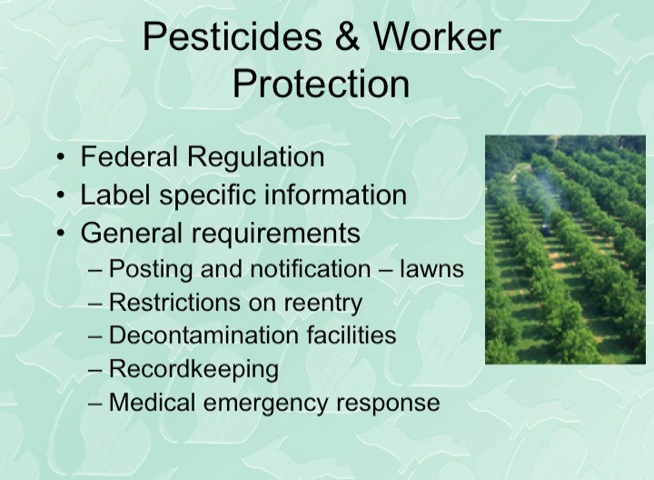 Pesticides & Worker
Protection
• Federal Regulation
• Label specific information
• General requirements
– Posting and notification – lawns
– Restrictions on reentry
– Decontamination facilities
– Recordkeeping
– Medical emergency response